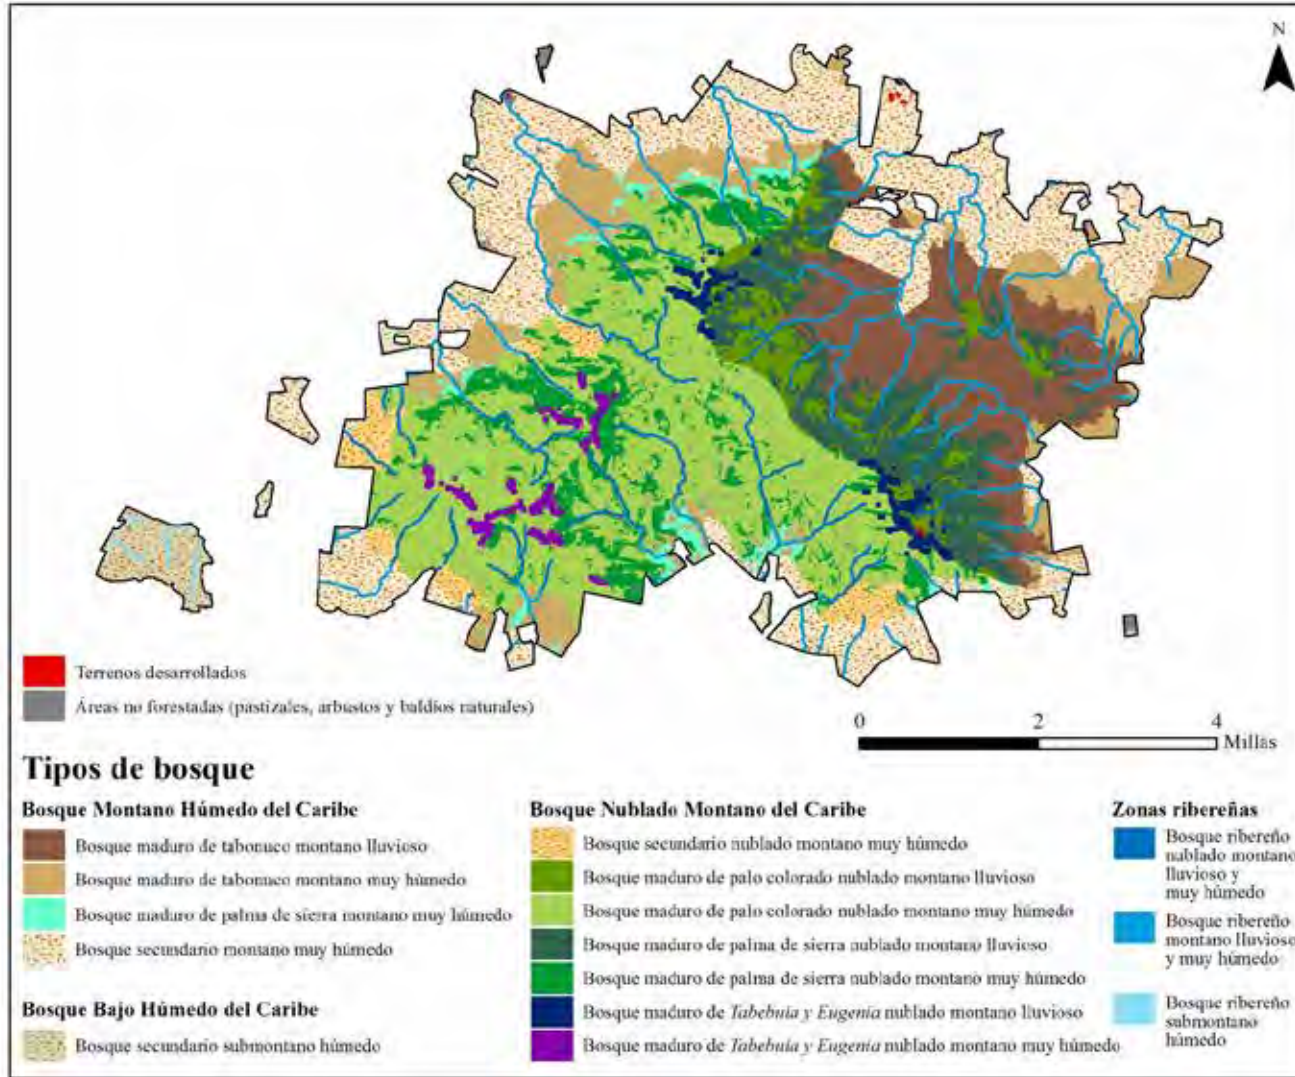 N
Terrenos desarrollados
Áreas no forestadas (pastizales, arbustos y baldíos naturales)
0 2 4
Millas
Tipos de bosque
Bosque Montano Húmedo del Caribe
Bosque maduro de tabonuco montano lluvioso
Bosque maduro de tabonuco montano muy húmedo
Bosque maduro de palma de sierra montano muy húmedo
Bosque secundario montano muy húmedo
Bosque Bajo Húmedo del Caribe
Bosque secundario submontano húmedo
Bosque Nublado Montano del Caribe
Bosque secundario nublado montano muy húmedo
Bosque maduro de palo colorado nublado montano lluvioso
Bosque maduro de palo colorado nublado montano muy húmedo
Bosque maduro de palma de sierra nublado montano lluvioso
Bosque maduro de palma de sierra nublado montano muy húmedo
Bosque maduro de Tabebuia y Eugenia nublado montano lluvioso
Bosque maduro de Tabebuia y Eugenia nublado montano muy húmedo
Zonas ribereñas
Bosque ribereño
nublado montano
lluvioso y
muy húmedo
Bosque ribereño
montano lluvioso
y muy húmedo
Bosque ribereño
submontano
húmedo